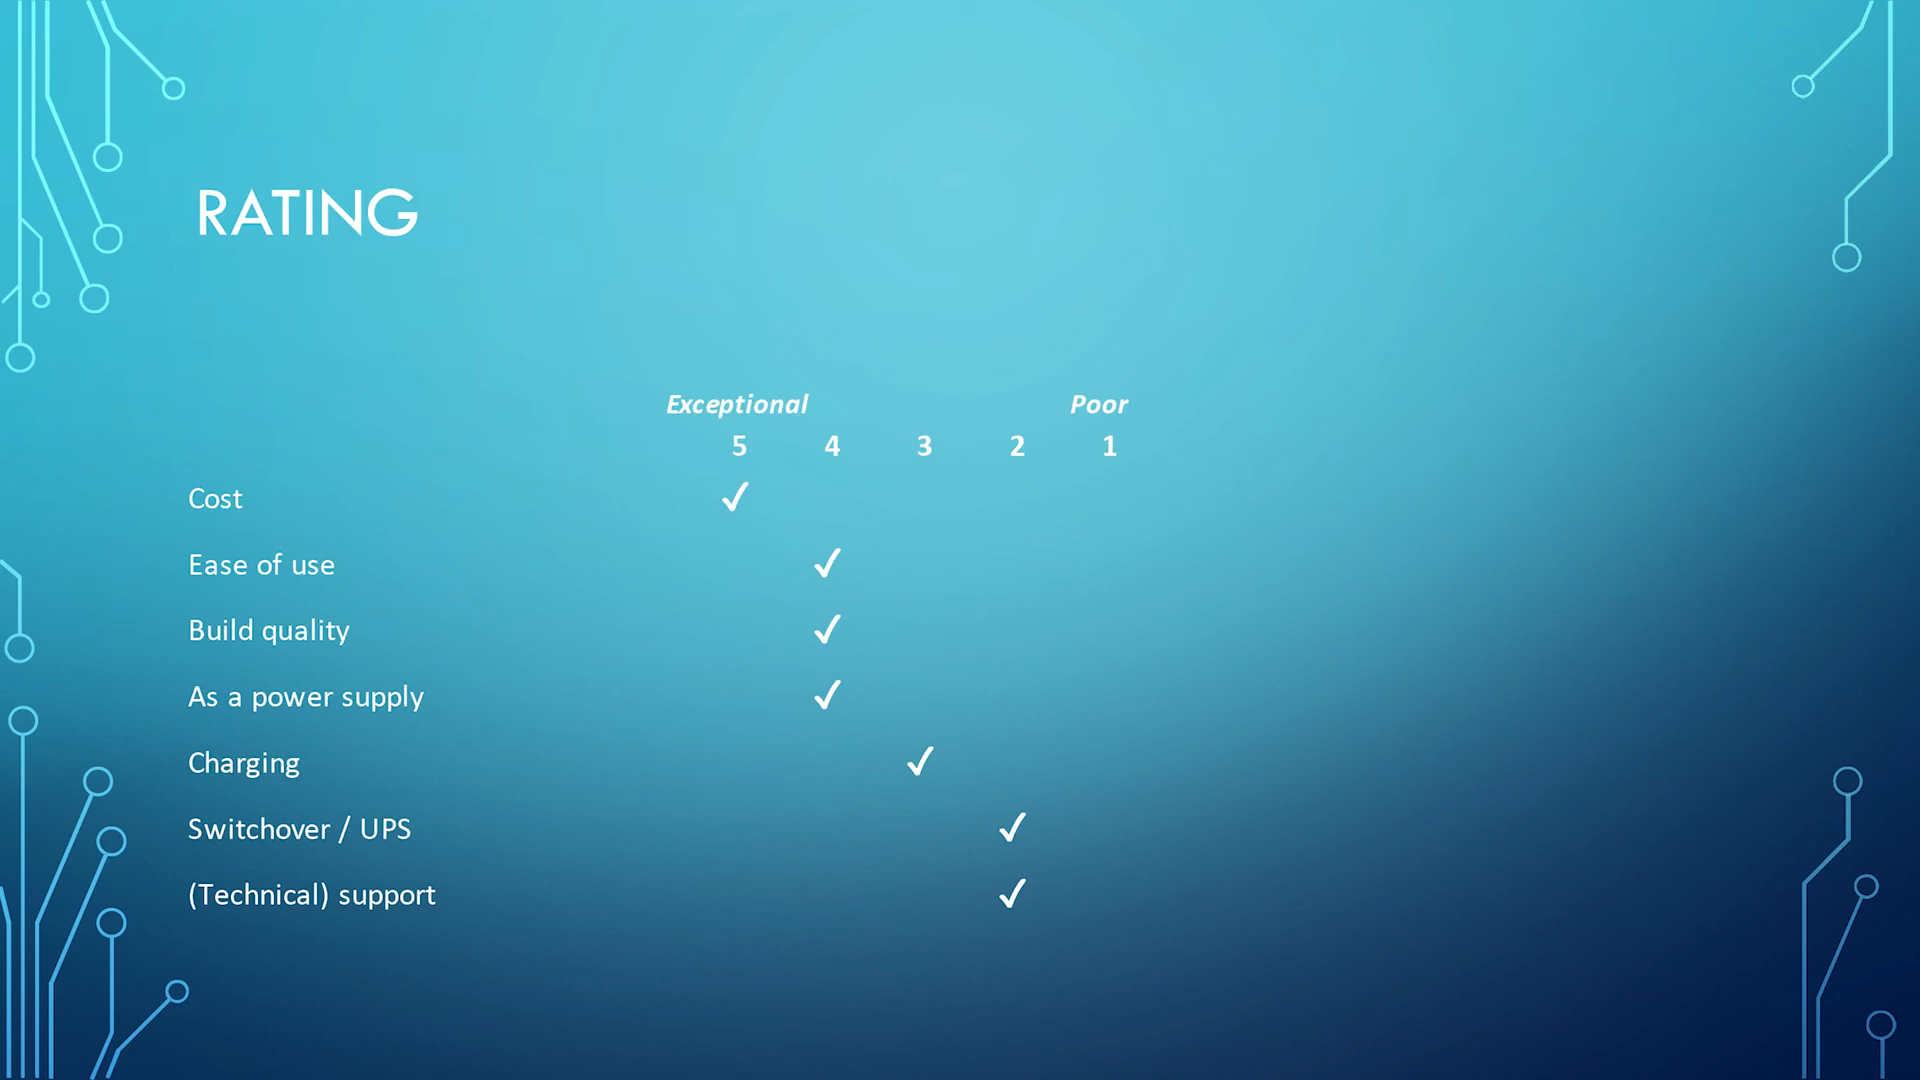 RATING
Exceptional Poor
5 4 3 2 1
Cost ✓
Ease of use ✓
Build quality ✓
As a power supply ✓
Charging ✓
Switchover / UPS ✓
(Technical) support ✓